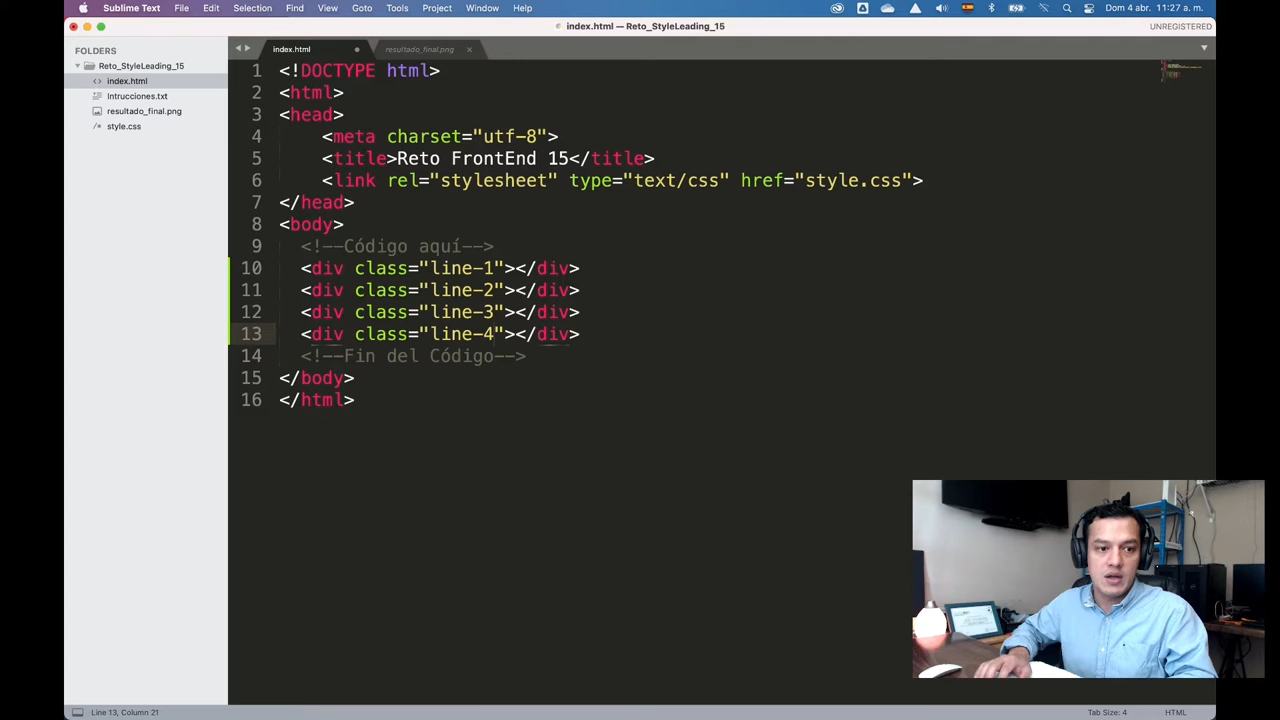 Sublime Text File Edit Selection Find View Goto Tools Project Window Help Dom 4 abr. 11:27 a. m.
index.html — Reto_StyleLeading_15 UNREGISTERED
FOLDERS
Reto_StyleLeading_15
index.html
Intrucciones.txt
resultado_final.png
style.css
index.html resultado_final.png
1 <!DOCTYPE html>
2 <html>
3 <head>
4 <meta charset="utf-8">
5 <title>Reto FrontEnd 15</title>
6 <link rel="stylesheet" type="text/css" href="style.css">
7 </head>
8 <body>
9 <!--Código aquí-->
10 <div class="line-1"></div>
11 <div class="line-2"></div>
12 <div class="line-3"></div>
13 <div class="line-4"></div>
14 <!--Fin del Código-->
15 </body>
16 </html>
Line 13, Column 21 Tab Size: 4 HTML